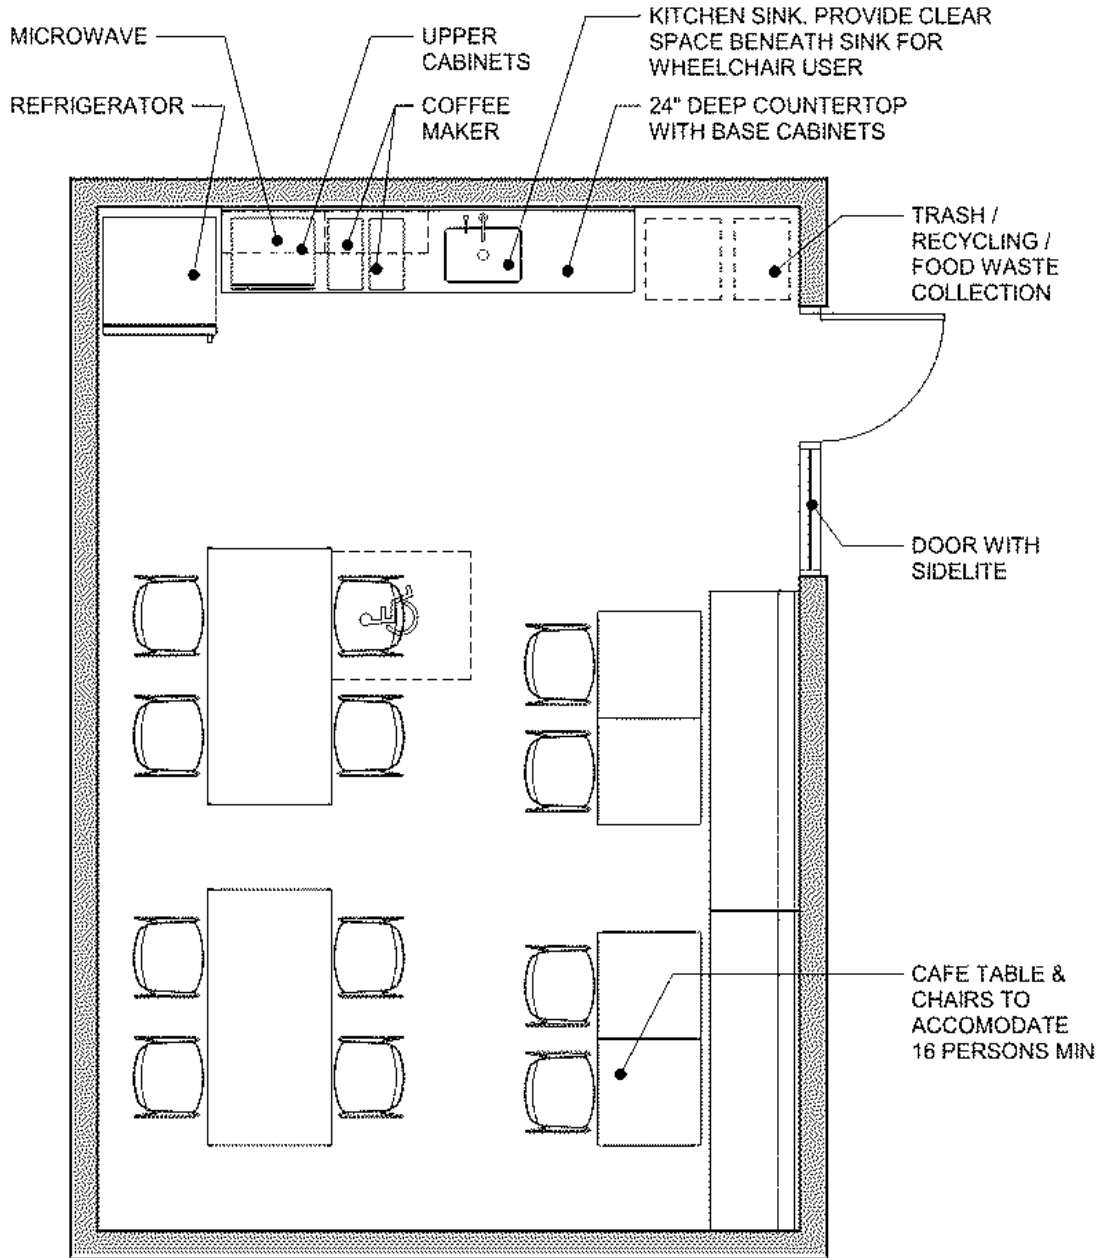 MICROWAVE
REFRIGERATOR
UPPER
CABINETS
COFFEE
MAKER
KITCHEN SINK. PROVIDE CLEAR
SPACE BENEATH SINK FOR
WHEELCHAIR USER
24" DEEP COUNTERTOP
WITH BASE CABINETS
TRASH /
RECYCLING /
FOOD WASTE
COLLECTION
DOOR WITH
SIDELITE
CAFE TABLE &
CHAIRS TO
ACCOMODATE
16 PERSONS MIN